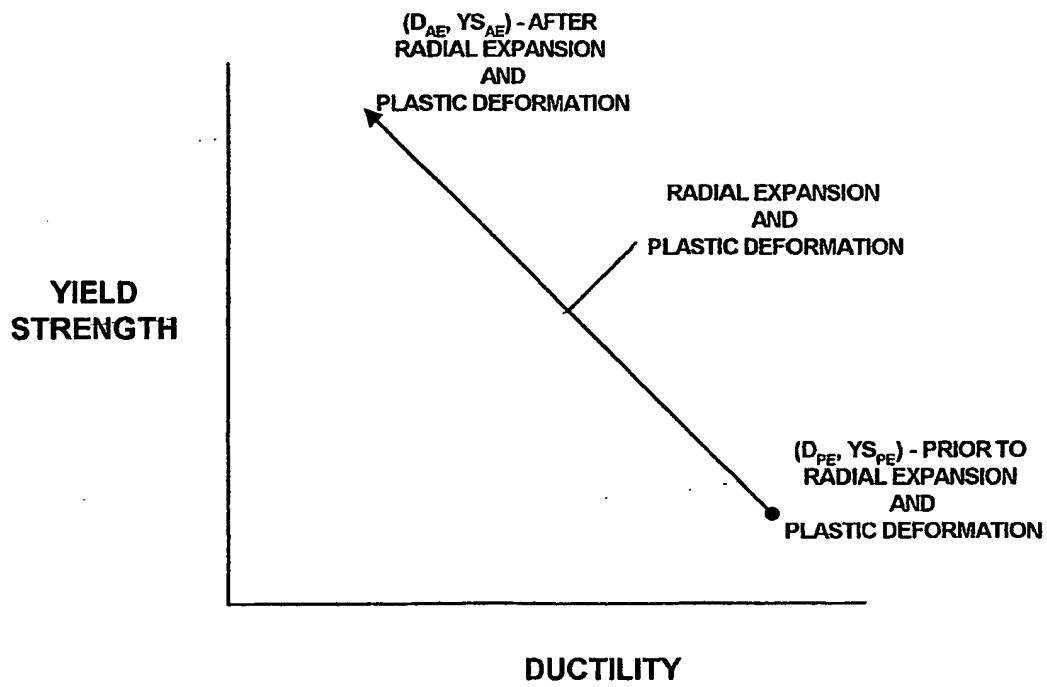 (D_AE, YS_AE) - AFTER
RADIAL EXPANSION
AND
PLASTIC DEFORMATION
RADIAL EXPANSION
AND
PLASTIC DEFORMATION
YIELD
STRENGTH
(D_PE, YS_PE) - PRIOR TO
RADIAL EXPANSION
AND
PLASTIC DEFORMATION
DUCTILITY